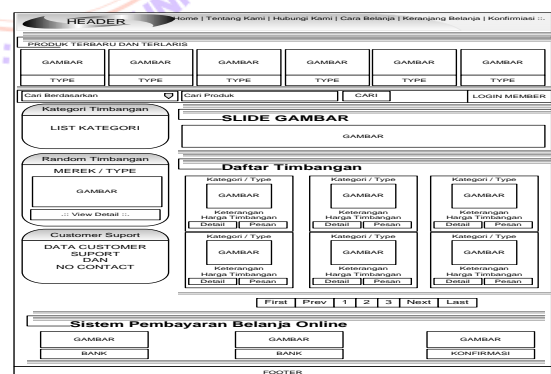 HEADER
Home | Tentang Kami | Hubungi Kami | Cara Belanja | Keranjang Belanja | Konfirmiasi ::.
PRODUK TERBARU DAN TERLARIS
GAMBAR GAMBAR GAMBAR GAMBAR GAMBAR GAMBAR
TYPE TYPE TYPE TYPE TYPE TYPE
Cari Berdasarkan Cari Produk CARI LOGIN MEMBER
Kategori Timbangan
LIST KATEGORI
SLIDE GAMBAR
GAMBAR
Random Timbangan
MEREK / TYPE
GAMBAR
.:: View Detail ::.
Customer Suport
DATA CUSTOMER
SUPORT
DAN
NO CONTACT
Daftar Timbangan
Kategori / Type Kategori / Type Kategori / Type
GAMBAR GAMBAR GAMBAR
Keterangan Keterangan Keterangan
Harga Timbangan Harga Timbangan Harga Timbangan
Detail Pesan Detail Pesan Detail Pesan
Kategori / Type Kategori / Type Kategori / Type
GAMBAR GAMBAR GAMBAR
Keterangan Keterangan Keterangan
Harga Timbangan Harga Timbangan Harga Timbangan
Detail Pesan Detail Pesan Detail Pesan
First Prev 1 2 3 Next Last
Sistem Pembayaran Belanja Online
GAMBAR GAMBAR GAMBAR
BANK BANK KONFIRMASI
FOOTER